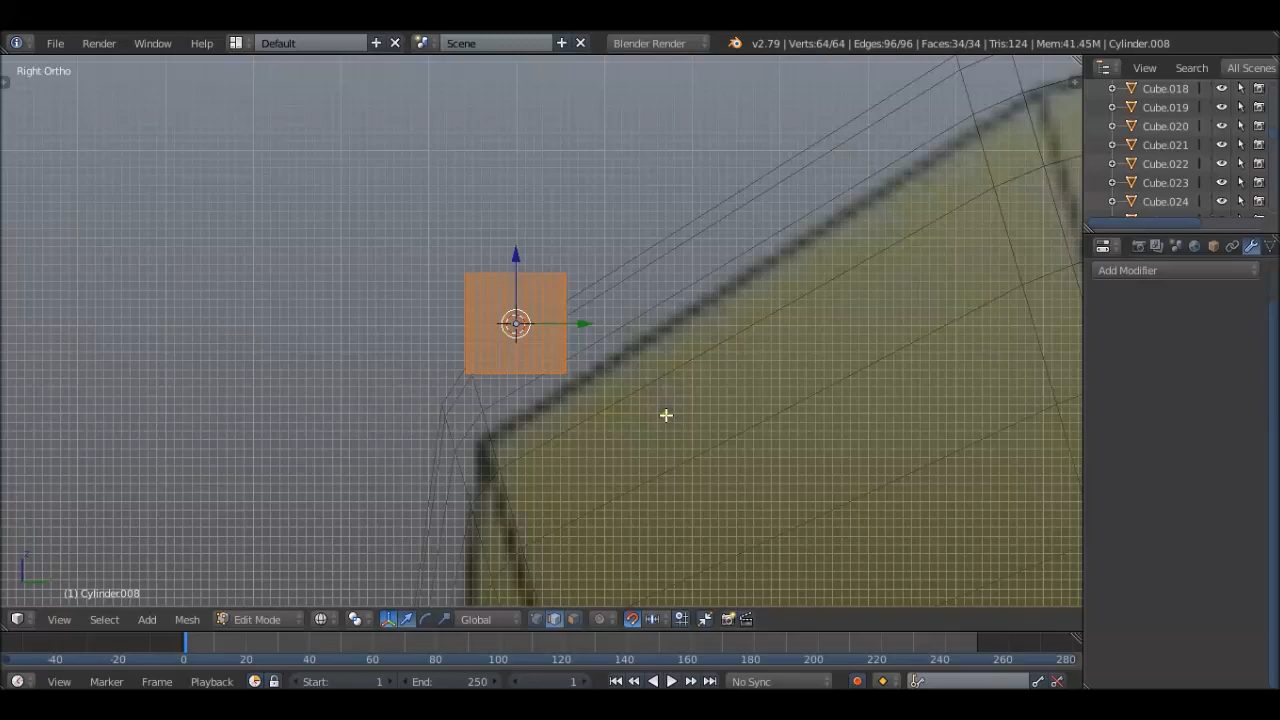 File Render Window Help Default Scene Blender Render v2.79 | Verts:64/64 | Edges:96/96 | Faces:34/34 | Tris:124 | Mem:41.45M | Cylinder.008
Right Ortho
View Search All Scenes
Cube.018
Cube.019
Cube.020
Cube.021
Cube.022
Cube.023
Cube.024
Add Modifier
z
(1) Cylinder.008
View Select Add Mesh Edit Mode Global
-40 -20 0 20 40 60 80 100 120 140 160 180 200 220 240 260 280
View Marker Frame Playback Start: 1 End: 250 1 No Sync